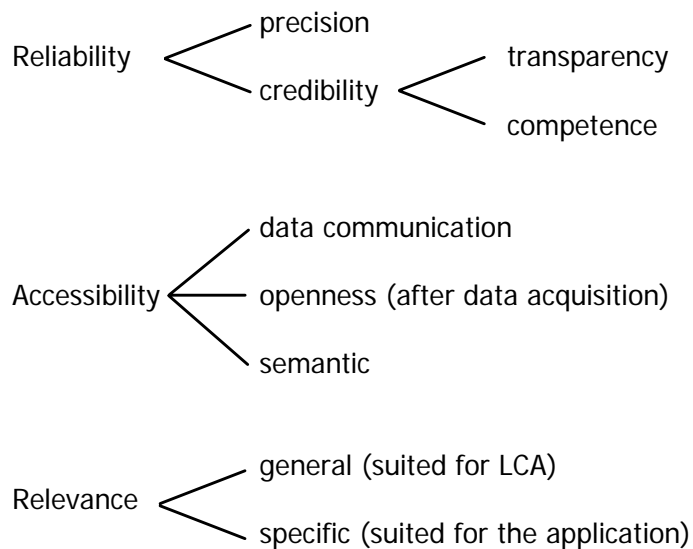 precision
Reliability
credibility
transparency
competence
data communication
Accessibility
openness (after data acquisition)
semantic
general (suited for LCA)
Relevance
specific (suited for the application)